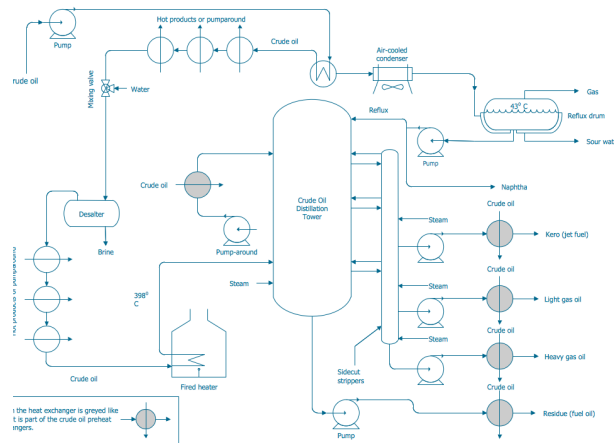 Hot products or pumparound
Pump
Crude oil
Air-cooled
condenser
rude oil
Mixing valve
Water
Gas
43° C
Reflux drum
Reflux
Pump
Sour wat
Naphtha
Crude oil
Crude Oil
Distillation
Tower
Crude oil
Desalter
Steam
Kero (jet fuel)
Brine
Pump-around
Crude oil
Hot products or pumparound
398°
C
Steam
Steam
Light gas oil
Crude oil
Steam
Heavy gas oil
Crude oil
Fired heater
Sidecut
strippers
Crude oil
n the heat exchanger is greyed like
t is part of the crude oil preheat
ngers.
Pump
Residue (fuel oil)